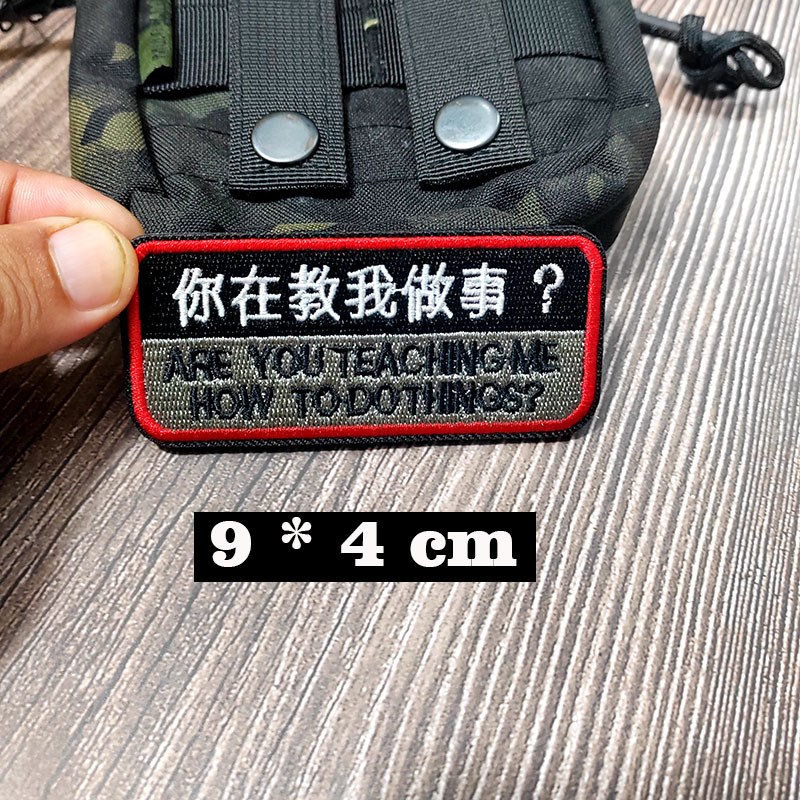 你在教我做事？
ARE YOU TEACHING ME
HOW TO DO THINGS?
9 * 4 cm